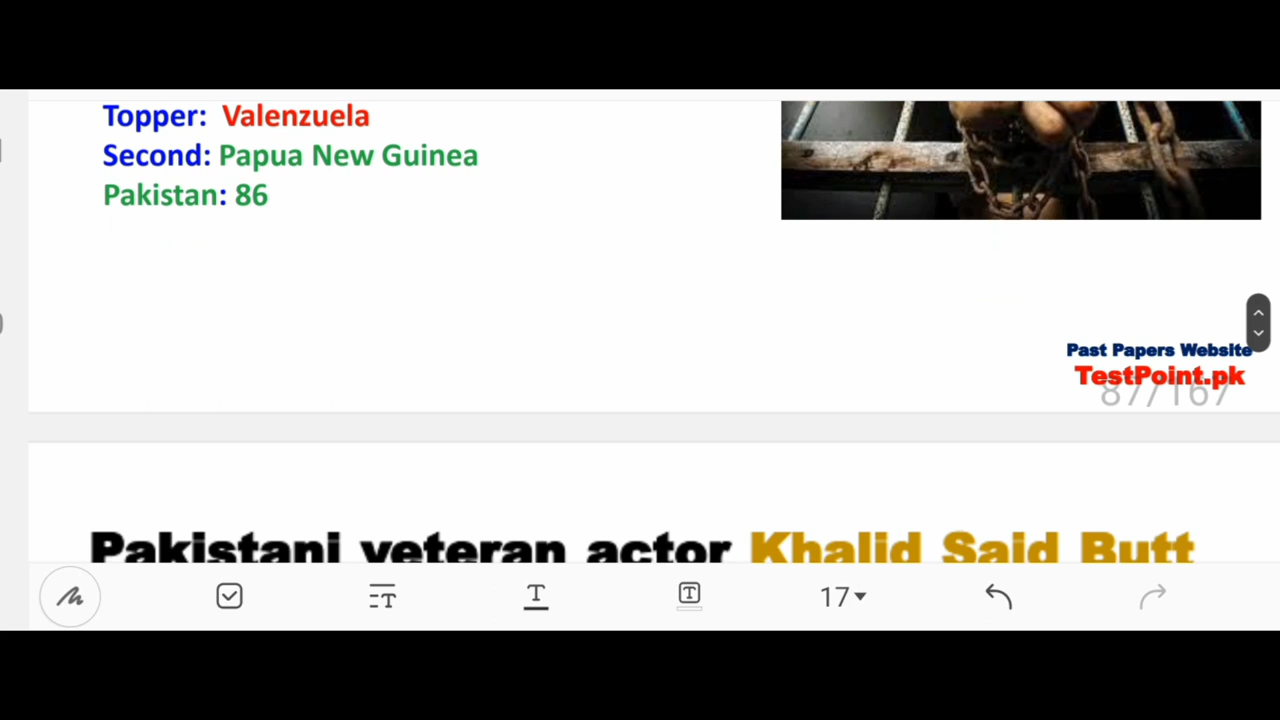 Topper: Valenzuela
Second: Papua New Guinea
Pakistan: 86
Past Papers Website
TestPoint.pk
87/167
Pakistani veteran actor Khalid Said Butt
17